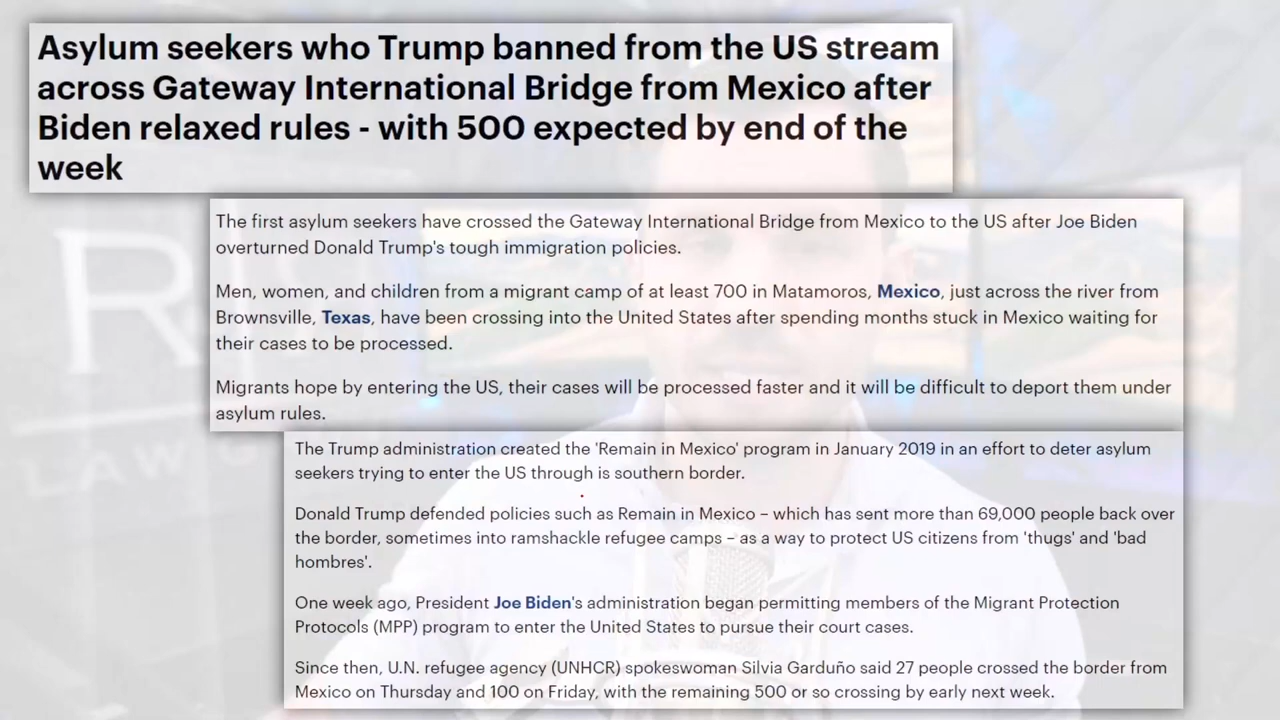 Asylum seekers who Trump banned from the US stream
across Gateway International Bridge from Mexico after
Biden relaxed rules - with 500 expected by end of the
week
The first asylum seekers have crossed the Gateway International Bridge from Mexico to the US after Joe Biden
overturned Donald Trump's tough immigration policies.
Men, women, and children from a migrant camp of at least 700 in Matamoros, Mexico, just across the river from
Brownsville, Texas, have been crossing into the United States after spending months stuck in Mexico waiting for
their cases to be processed.
Migrants hope by entering the US, their cases will be processed faster and it will be difficult to deport them under
asylum rules.
The Trump administration created the 'Remain in Mexico' program in January 2019 in an effort to deter asylum
seekers trying to enter the US through is southern border.
Donald Trump defended policies such as Remain in Mexico – which has sent more than 69,000 people back over
the border, sometimes into ramshackle refugee camps – as a way to protect US citizens from 'thugs' and 'bad
hombres'.
One week ago, President Joe Biden's administration began permitting members of the Migrant Protection
Protocols (MPP) program to enter the United States to pursue their court cases.
Since then, U.N. refugee agency (UNHCR) spokeswoman Silvia Garduño said 27 people crossed the border from
Mexico on Thursday and 100 on Friday, with the remaining 500 or so crossing by early next week.
LAW